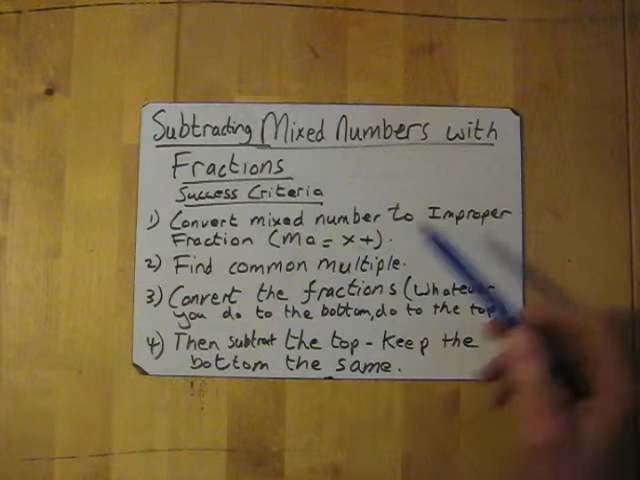 Subtracting Mixed Numbers with
Fractions
Success Criteria
1) Convert mixed number to Improper
Fraction (Ma = x +).
2) Find common multiple.
3) Convert the fractions (Whatever
you do to the bottom, do to the top
4) Then subtract the top - Keep the
bottom the same.